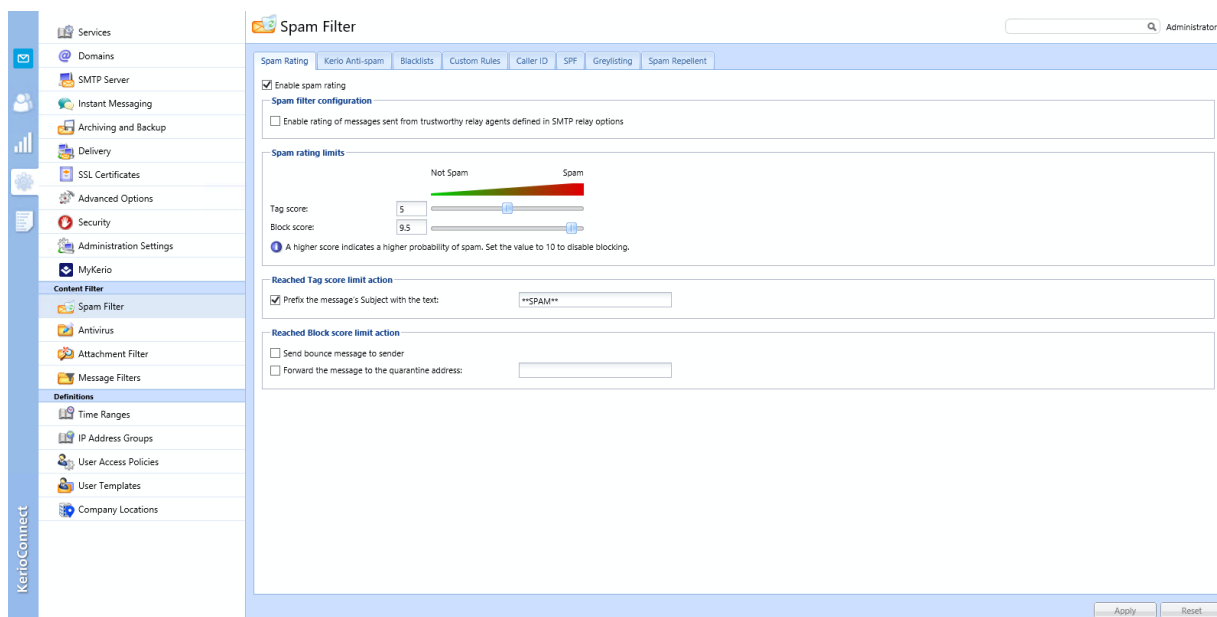 Spam Filter
Administrator
Services
Domains
SMTP Server
Instant Messaging
Archiving and Backup
Delivery
SSL Certificates
Advanced Options
Security
Administration Settings
MyKerio
Content Filter
Spam Filter
Antivirus
Attachment Filter
Message Filters
Definitions
Time Ranges
IP Address Groups
User Access Policies
User Templates
Company Locations
KerioConnect
Spam Rating Kerio Anti-spam Blacklists Custom Rules Caller ID SPF Greylisting Spam Repellent
Enable spam rating
Spam filter configuration
Enable rating of messages sent from trustworthy relay agents defined in SMTP relay options
Spam rating limits
Not Spam Spam
Tag score: 5
Block score: 9.5
A higher score indicates a higher probability of spam. Set the value to 10 to disable blocking.
Reached Tag score limit action
Prefix the message's Subject with the text: **SPAM**
Reached Block score limit action
Send bounce message to sender
Forward the message to the quarantine address:
Apply Reset